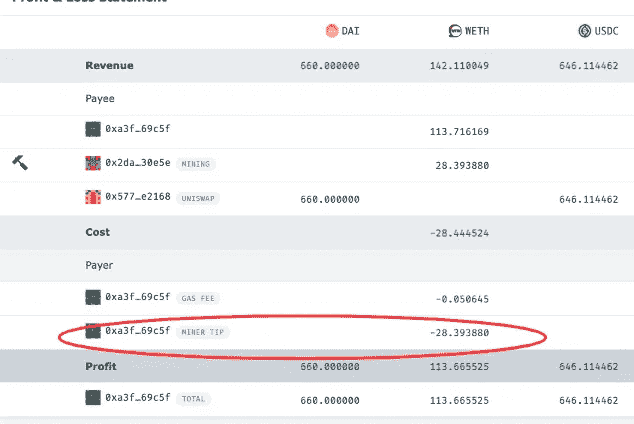 DAI WETH USDC
Revenue 660.000000 142.110049 646.114462
Payee
0xa3f…69c5f 113.716169
0x2da…30e5e MINING 28.393880
0x577…e2168 UNISWAP 660.000000 646.114462
Cost -28.444524
Payer
0xa3f…69c5f GAS FEE -0.050645
0xa3f…69c5f MINER TIP -28.393880
Profit 660.000000 113.665525 646.114462
0xa3f…69c5f TOTAL 660.000000 113.665525 646.114462